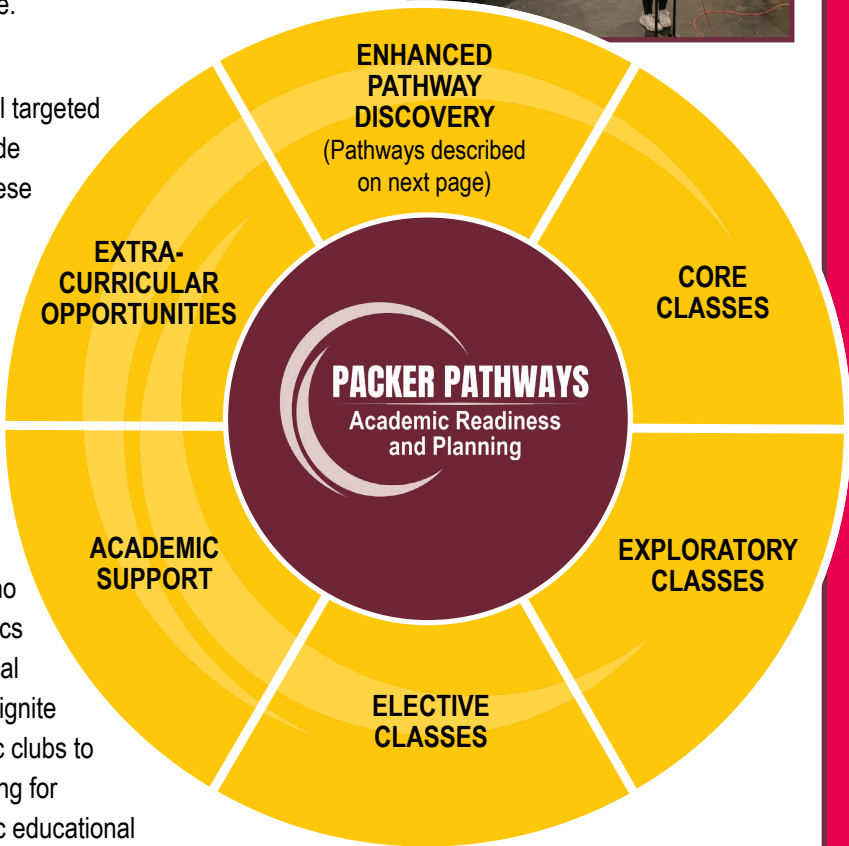 e.
l targeted
de
ese
ENHANCED
PATHWAY
DISCOVERY
(Pathways described
on next page)
CORE
CLASSES
EXPLORATORY
CLASSES
ELECTIVE
CLASSES
ACADEMIC
SUPPORT
EXTRA-
CURRICULAR
OPPORTUNITIES
PACKER PATHWAYS
Academic Readiness
and Planning
no
cs
al
ignite
c clubs to
ng for
c educational